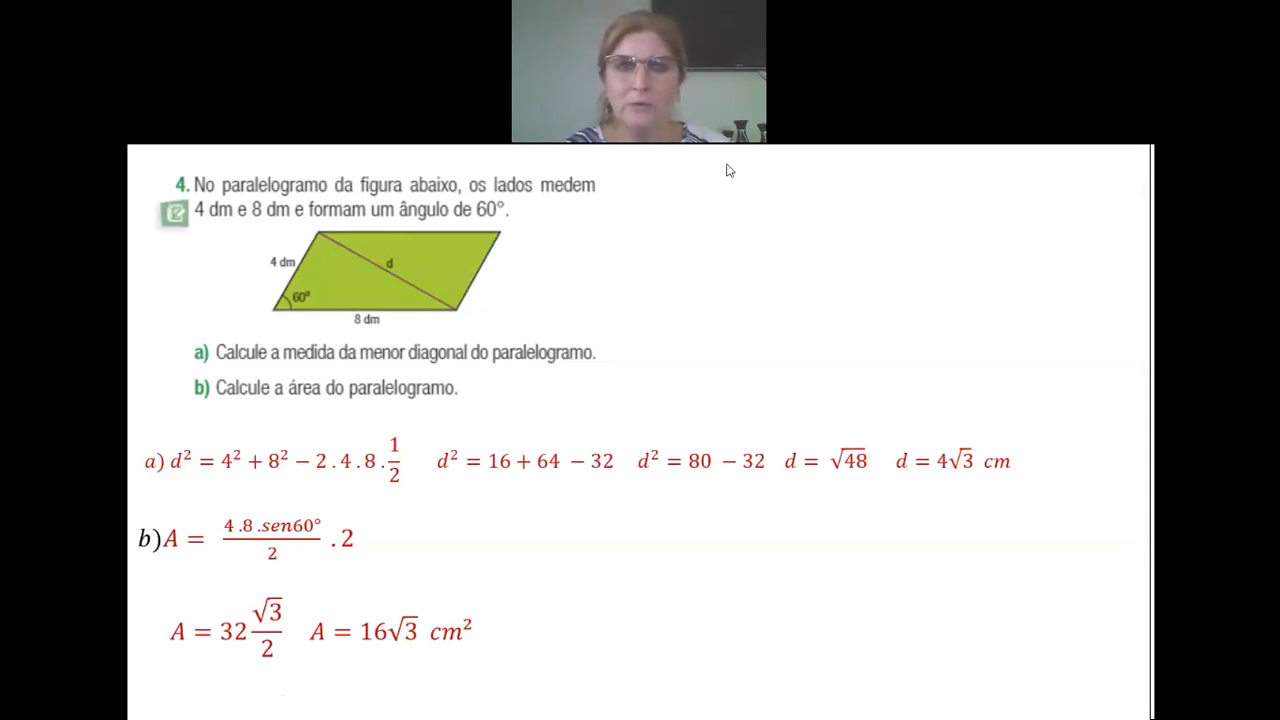 4. No paralelogramo da figura abaixo, os lados medem
4 dm e 8 dm e formam um ângulo de 60°.
4 dm
d
60°
8 dm
a) Calcule a medida da menor diagonal do paralelogramo.
b) Calcule a área do paralelogramo.
a) d² = 4² + 8² − 2 . 4 . 8 . 1/2 d² = 16 + 64 − 32 d² = 80 − 32 d = √48 d = 4√3 cm
b)A = 4 .8 .sen60°/2 . 2
A = 32 √3/2 A = 16√3 cm²